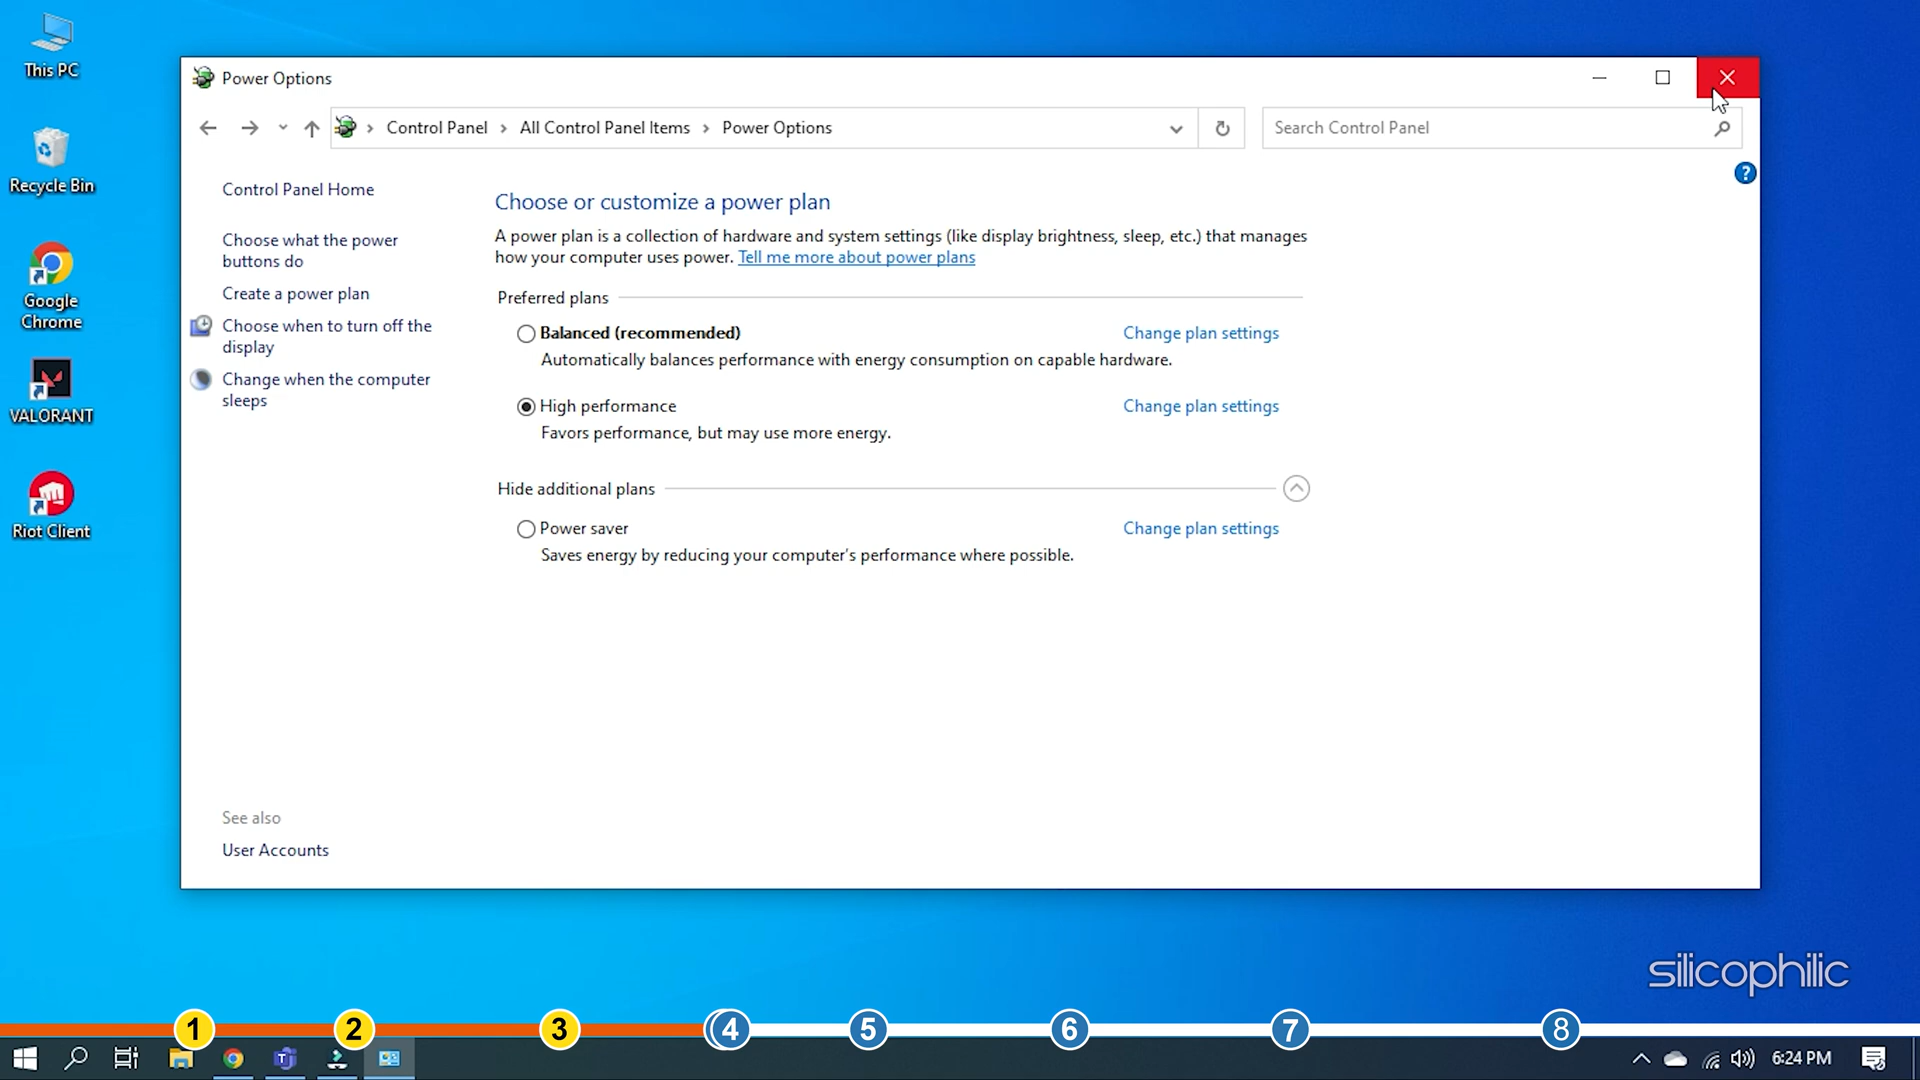 This PC
Recycle Bin
Google
Chrome
VALORANT
Riot Client
Power Options
Control Panel
All Control Panel Items
Power Options
Search Control Panel
?
Control Panel Home
Choose what the power
buttons do
Create a power plan
Choose when to turn off the
display
Change when the computer
sleeps
See also
User Accounts
Choose or customize a power plan
A power plan is a collection of hardware and system settings (like display brightness, sleep, etc.) that manages
how your computer uses power. Tell me more about power plans
Preferred plans
Balanced (recommended)
Change plan settings
Automatically balances performance with energy consumption on capable hardware.
High performance
Change plan settings
Favors performance, but may use more energy.
Hide additional plans
Power saver
Change plan settings
Saves energy by reducing your computer's performance where possible.
silicophilic
1 2 3 4 5 6 7 8
6:24 PM